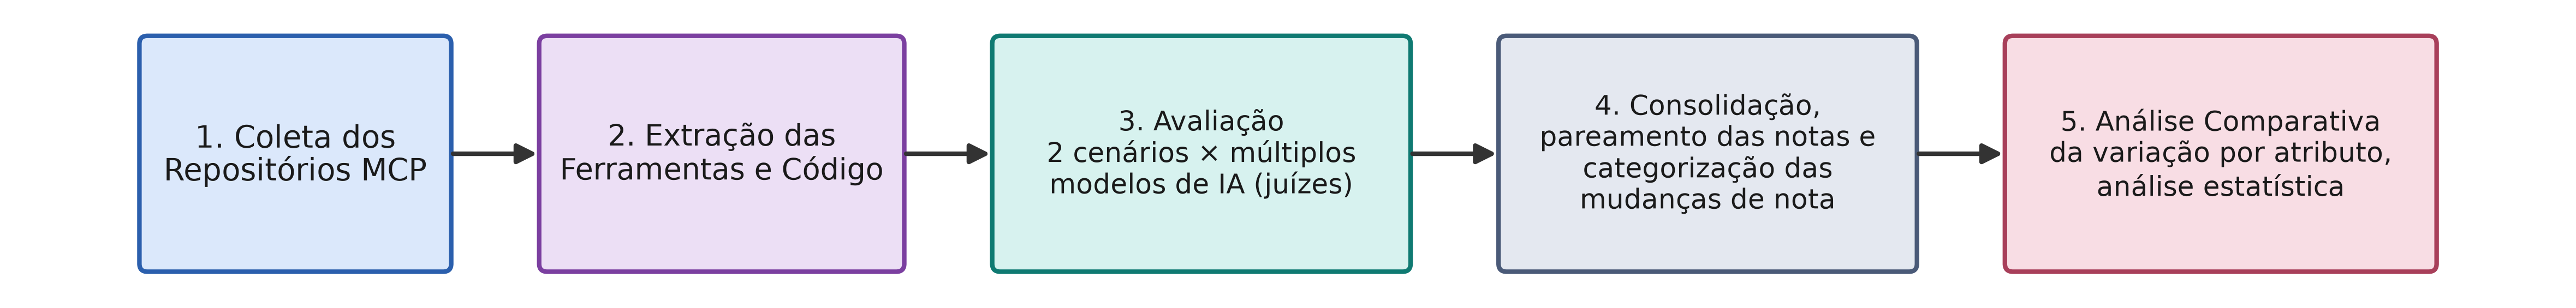 1. Coleta dos
Repositórios MCP
2. Extração das
Ferramentas e Código
3. Avaliação
2 cenários × múltiplos
modelos de IA (juízes)
4. Consolidação,
pareamento das notas e
categorização das
mudanças de nota
5. Análise Comparativa
da variação por atributo,
análise estatística